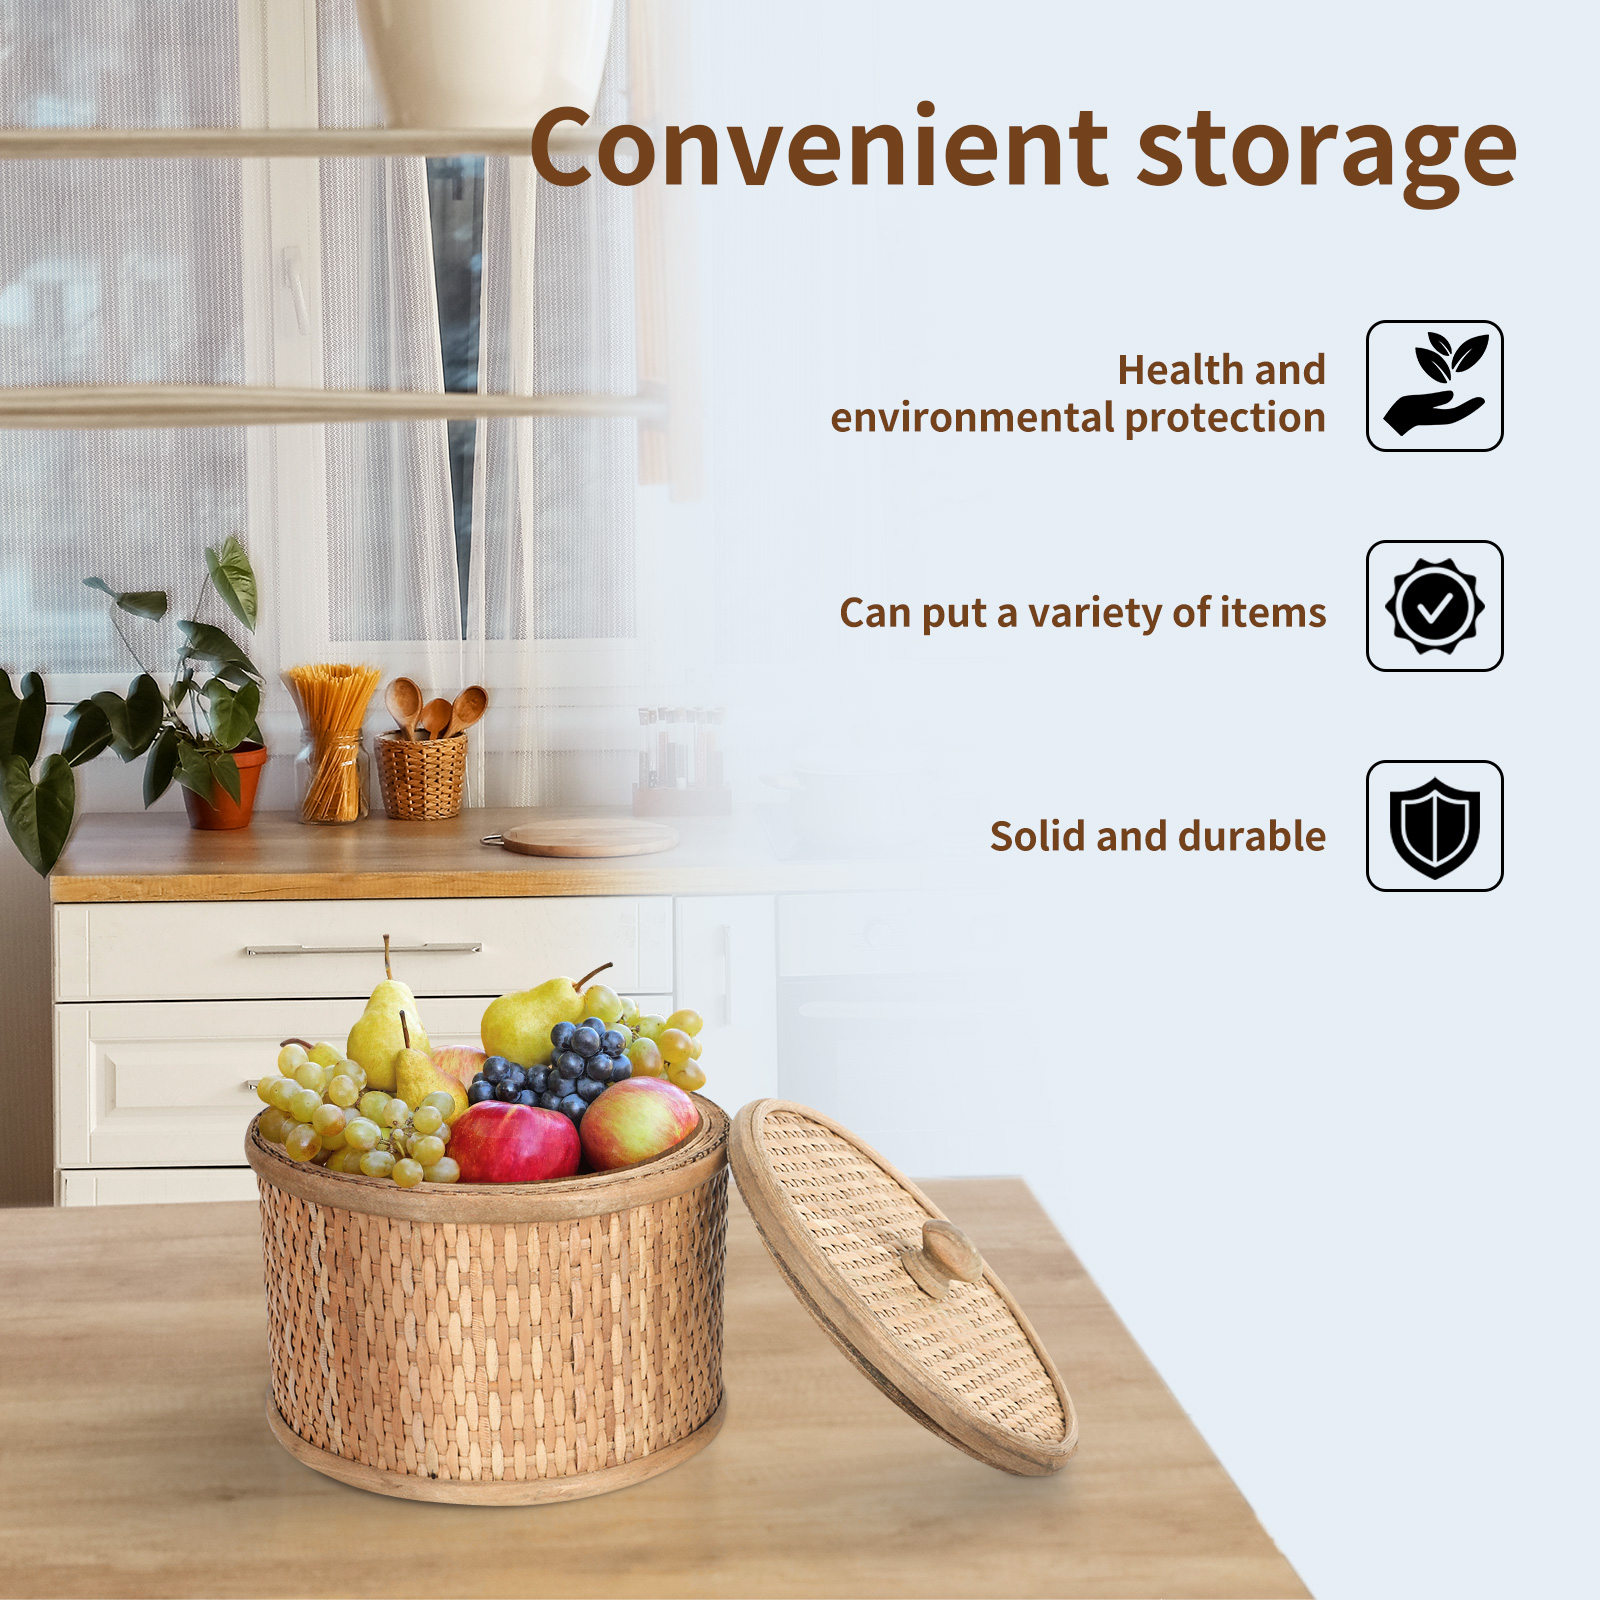 Convenient storage
Health and
environmental protection
Can put a variety of items
Solid and durable